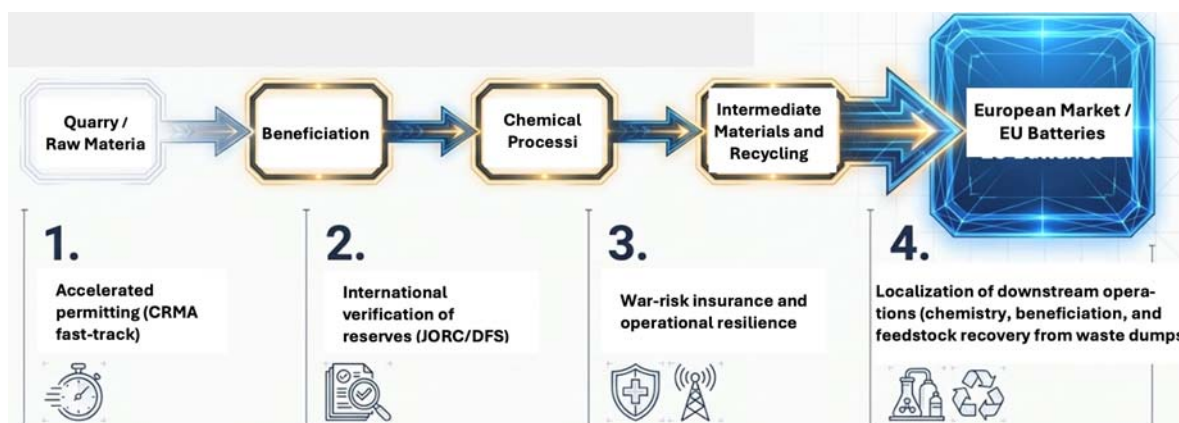 Quarry /
Raw Materia
Beneficiation
Chemical
Processi
Intermediate
Materials and
Recycling
European Market /
EU Batteries
1.
Accelerated
permitting (CRMA
fast-track)
2.
International
verification of
reserves (JORC/DFS)
3.
War-risk insurance and
operational resilience
4.
Localization of downstream opera-
tions (chemistry, beneficiation, and
feedstock recovery from waste dumps